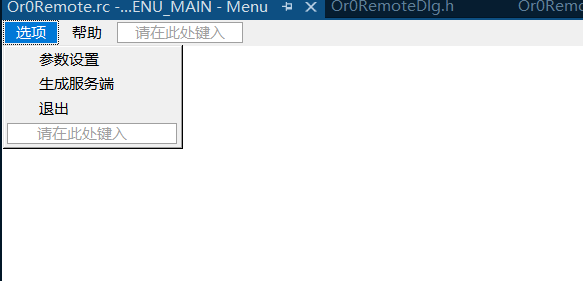 Or0Remote.rc -...ENU_MAIN - Menu Or0RemoteDlg.h Or0Remo
选项 帮助 请在此处键入
参数设置
生成服务端
退出
请在此处键入